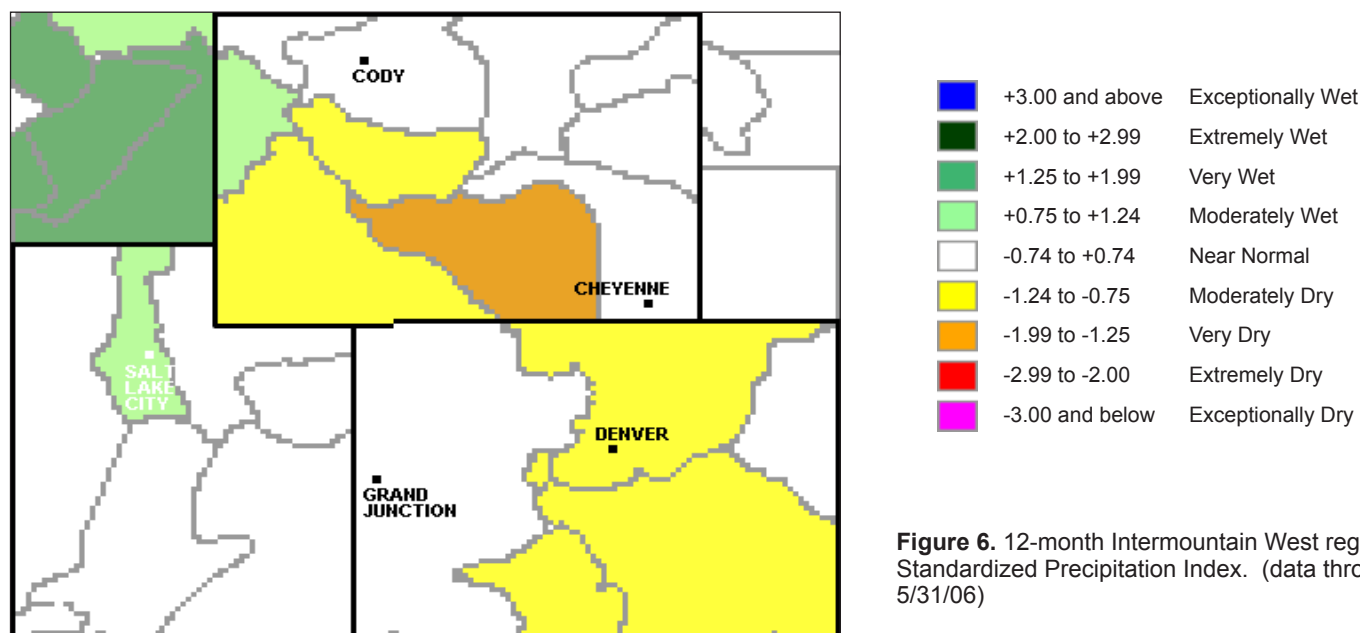 CODY
CHEYENNE
SALT
LAKE
CITY
DENVER
GRAND
JUNCTION
+3.00 and above Exceptionally Wet
+2.00 to +2.99 Extremely Wet
+1.25 to +1.99 Very Wet
+0.75 to +1.24 Moderately Wet
-0.74 to +0.74 Near Normal
-1.24 to -0.75 Moderately Dry
-1.99 to -1.25 Very Dry
-2.99 to -2.00 Extremely Dry
-3.00 and below Exceptionally Dry
Figure 6. 12-month Intermountain West reg
Standardized Precipitation Index. (data thro
5/31/06)